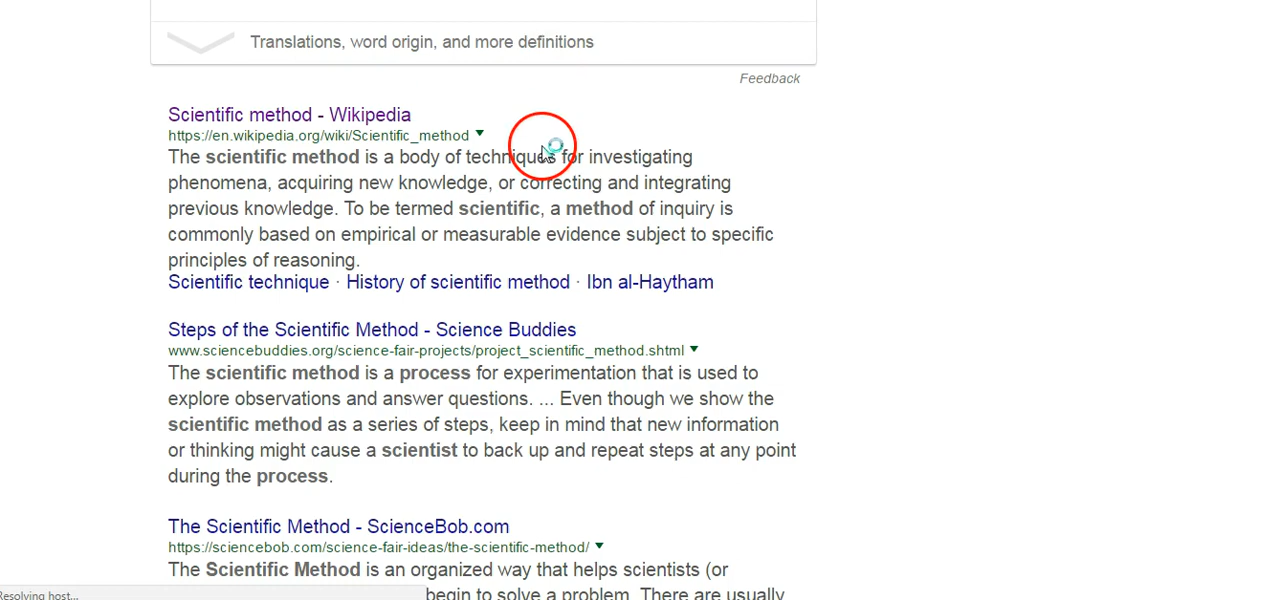 Translations, word origin, and more definitions
Feedback
Scientific method - Wikipedia
https://en.wikipedia.org/wiki/Scientific_method
The scientific method is a body of techniques for investigating
phenomena, acquiring new knowledge, or correcting and integrating
previous knowledge. To be termed scientific, a method of inquiry is
commonly based on empirical or measurable evidence subject to specific
principles of reasoning.
Scientific technique · History of scientific method · Ibn al-Haytham
Steps of the Scientific Method - Science Buddies
www.sciencebuddies.org/science-fair-projects/project_scientific_method.shtml
The scientific method is a process for experimentation that is used to
explore observations and answer questions. ... Even though we show the
scientific method as a series of steps, keep in mind that new information
or thinking might cause a scientist to back up and repeat steps at any point
during the process.
The Scientific Method - ScienceBob.com
https://sciencebob.com/science-fair-ideas/the-scientific-method/
The Scientific Method is an organized way that helps scientists (or
begin to solve a problem. There are usually
Resolving host...